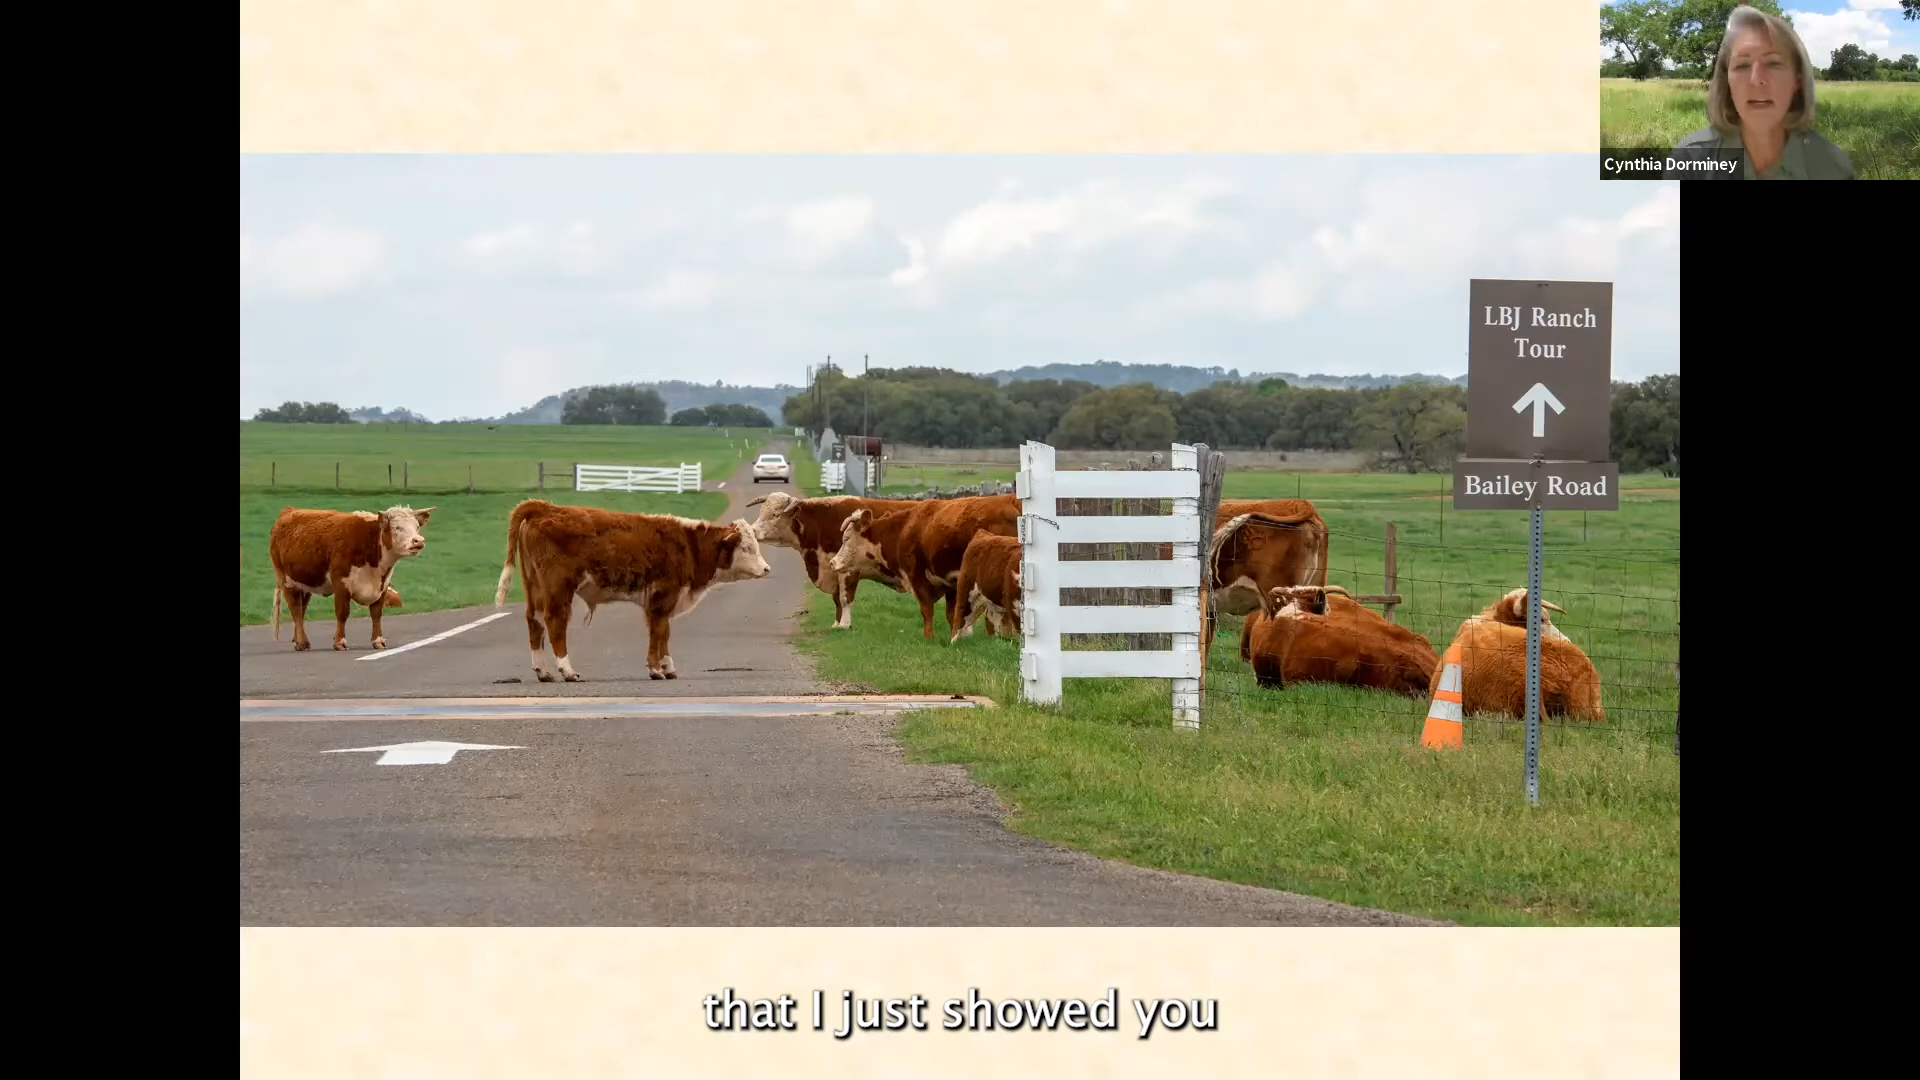 Cynthia Dorminey
LBJ Ranch
Tour
Bailey Road
that I just showed you